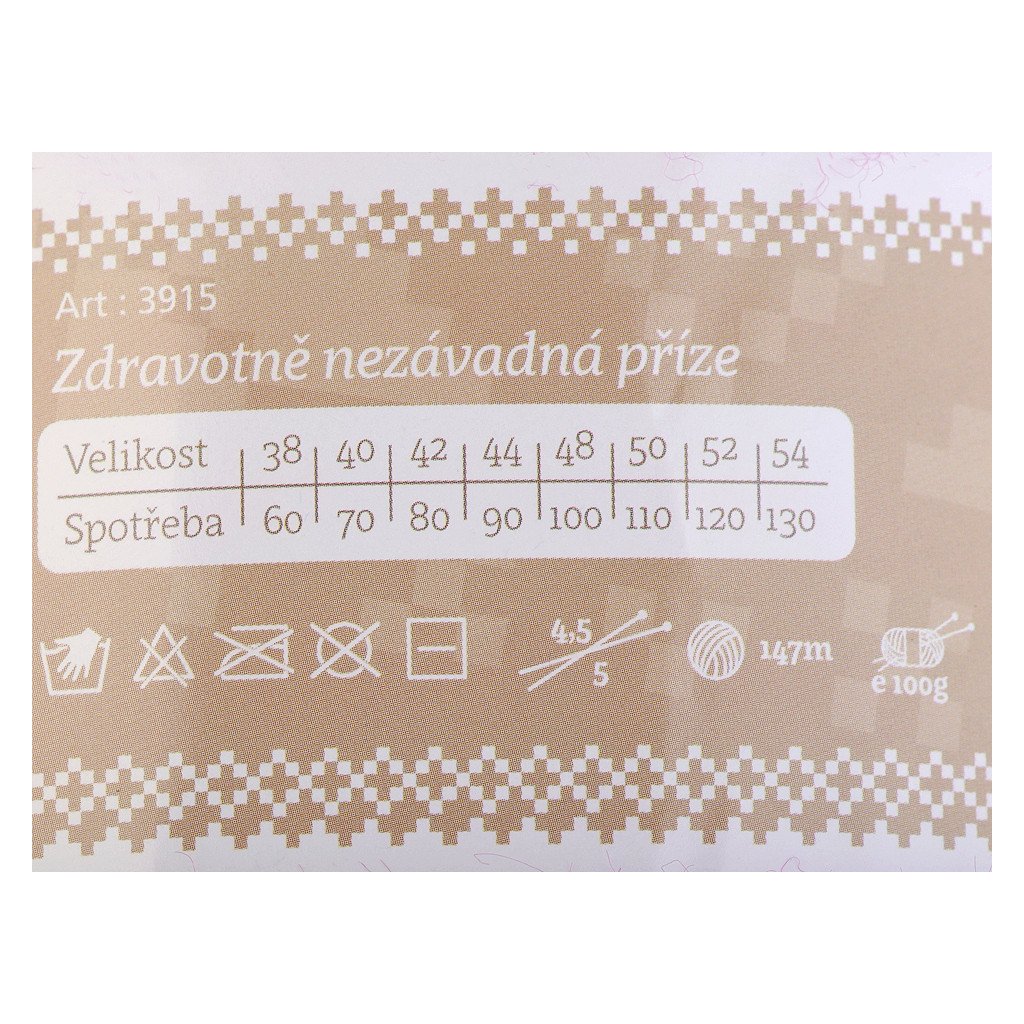 Art : 3915
Zdravotně nezávadná příze
Velikost 38 40 42 44 48 50 52 54
Spotřeba 60 70 80 90 100 110 120 130
4,5
5
147m
e 100g